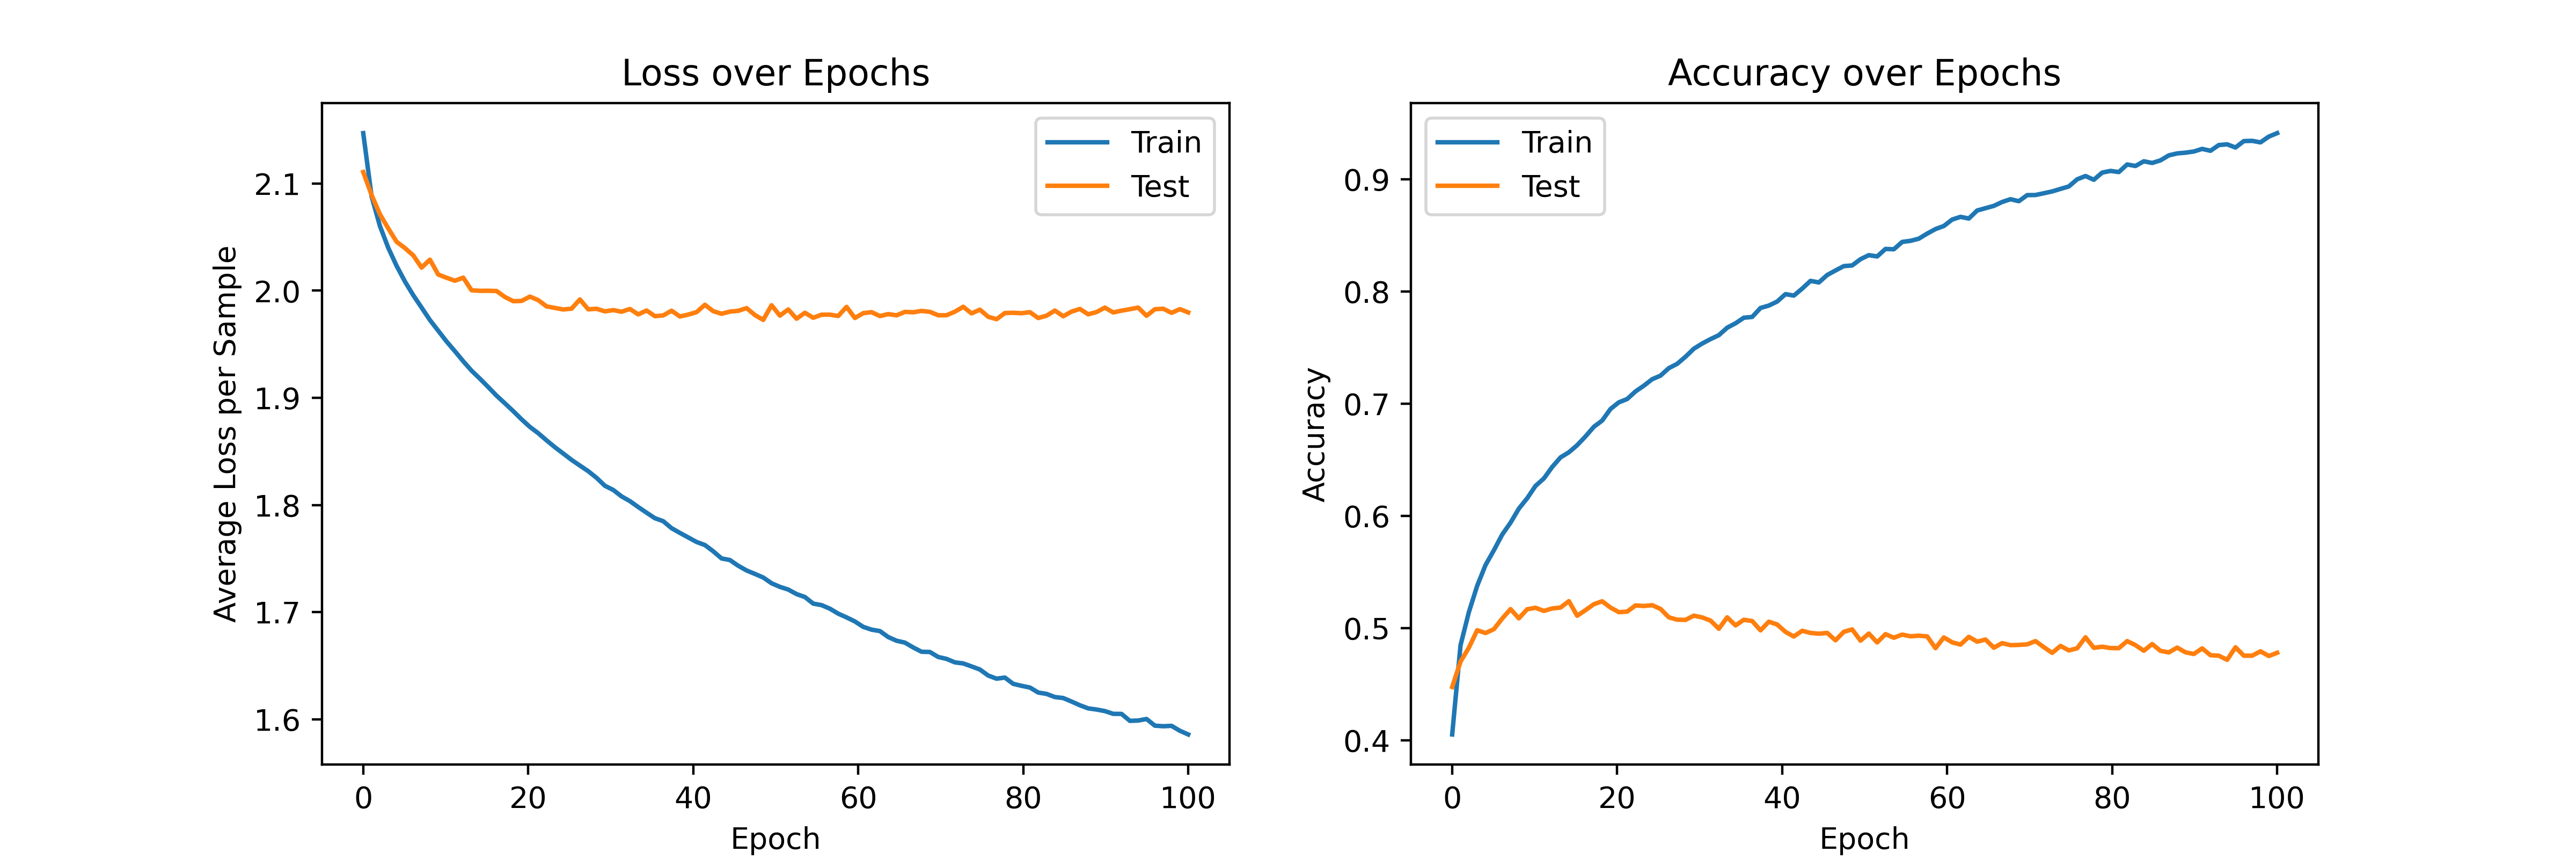 Loss over Epochs
Train
Test
2.1
2.0
1.9
1.8
1.7
1.6
Average Loss per Sample
0 20 40 60 80 100
Epoch
Accuracy over Epochs
Train
Test
0.9
0.8
0.7
0.6
0.5
0.4
Accuracy
0 20 40 60 80 100
Epoch